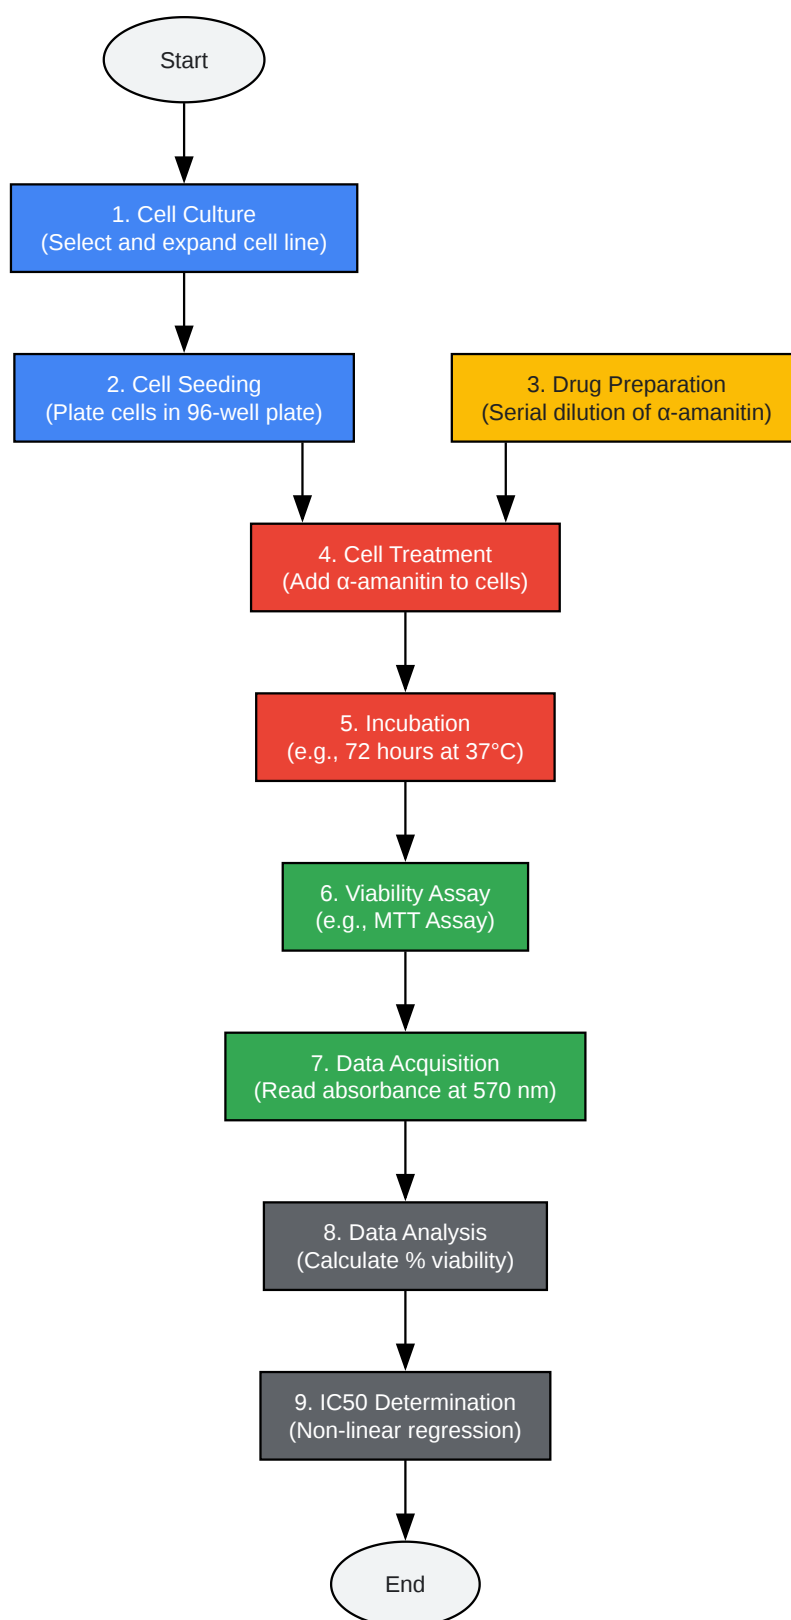 Start
1. Cell Culture
(Select and expand cell line)
2. Cell Seeding
(Plate cells in 96-well plate)
3. Drug Preparation
(Serial dilution of α-amanitin)
4. Cell Treatment
(Add α-amanitin to cells)
5. Incubation
(e.g., 72 hours at 37°C)
6. Viability Assay
(e.g., MTT Assay)
7. Data Acquisition
(Read absorbance at 570 nm)
8. Data Analysis
(Calculate % viability)
9. IC50 Determination
(Non-linear regression)
End